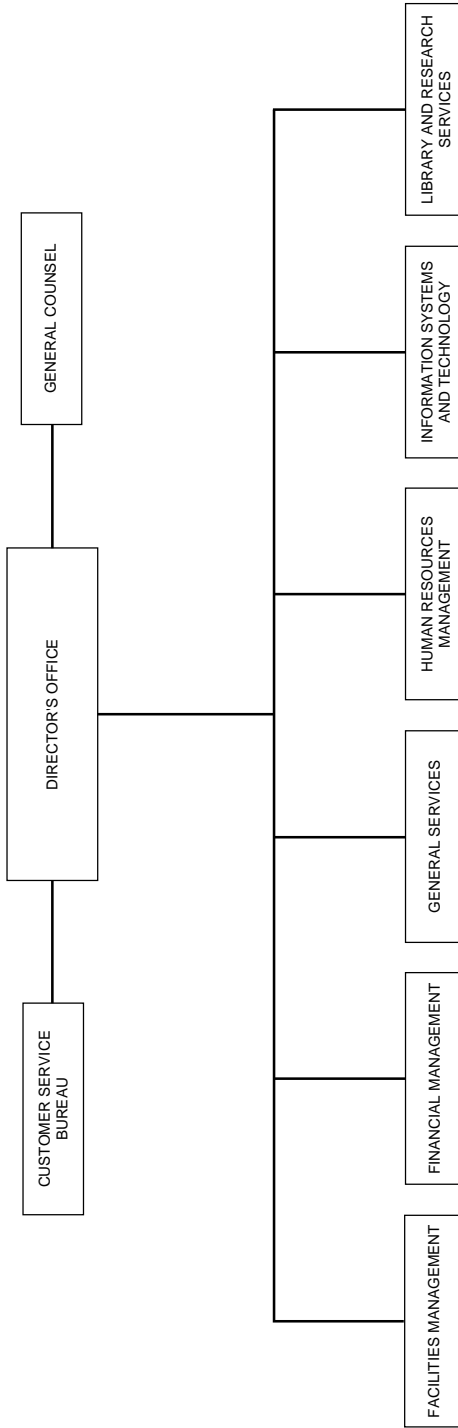 DIRECTOR'S OFFICE
CUSTOMER SERVICE
BUREAU
GENERAL COUNSEL
FACILITIES MANAGEMENT
FINANCIAL MANAGEMENT
GENERAL SERVICES
HUMAN RESOURCES
MANAGEMENT
INFORMATION SYSTEMS
AND TECHNOLOGY
LIBRARY AND RESEARCH
SERVICES